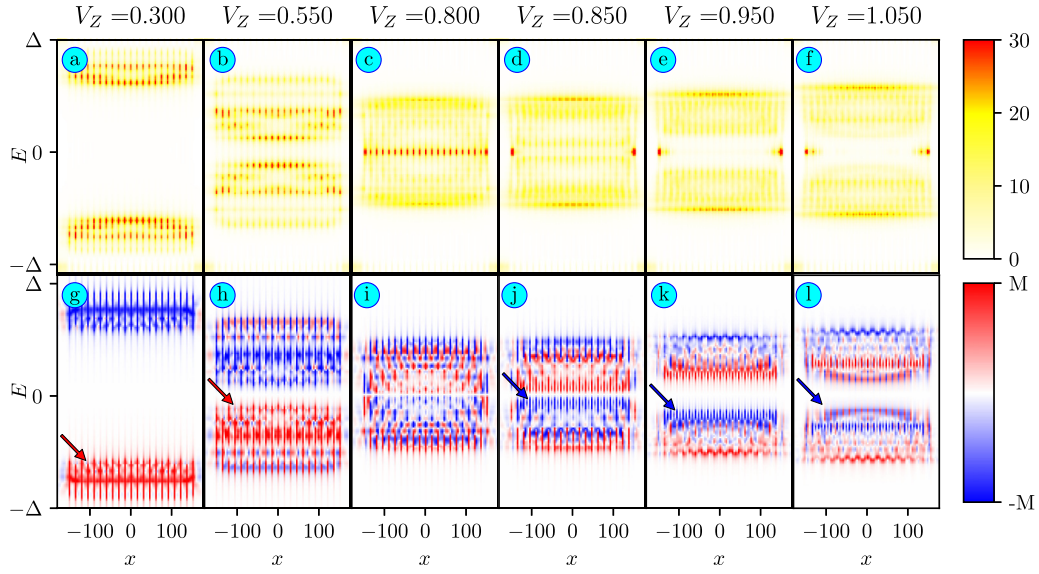 V_Z = 0.300 V_Z = 0.550 V_Z = 0.800 V_Z = 0.850 V_Z = 0.950 V_Z = 1.050
Δ a b c d e f 30
20
E 0
10
−Δ 0
Δ g h i j k l M
E 0
−Δ -M
−100 0 100 −100 0 100 −100 0 100 −100 0 100 −100 0 100 −100 0 100
x x x x x x